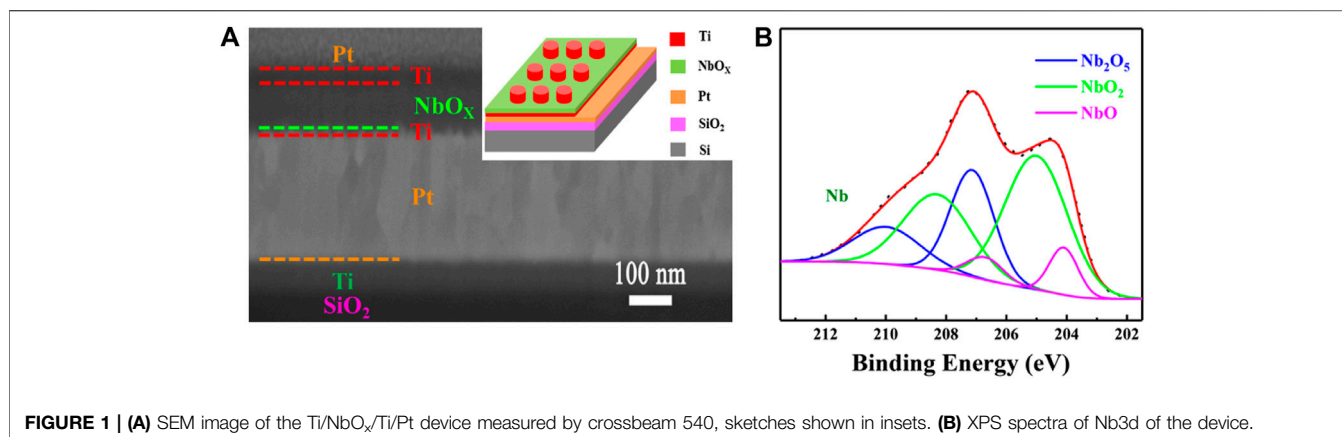 A
Pt
Ti
NbOX
Ti
Pt
Ti
SiO2
100 nm
Ti
NbOX
Pt
SiO2
Si
B
Nb2O5
NbO2
NbO
Nb
212 210 208 206 204 202
Binding Energy (eV)
FIGURE 1 | (A) SEM image of the Ti/NbOx/Ti/Pt device measured by crossbeam 540, sketches shown in insets. (B) XPS spectra of Nb3d of the device.